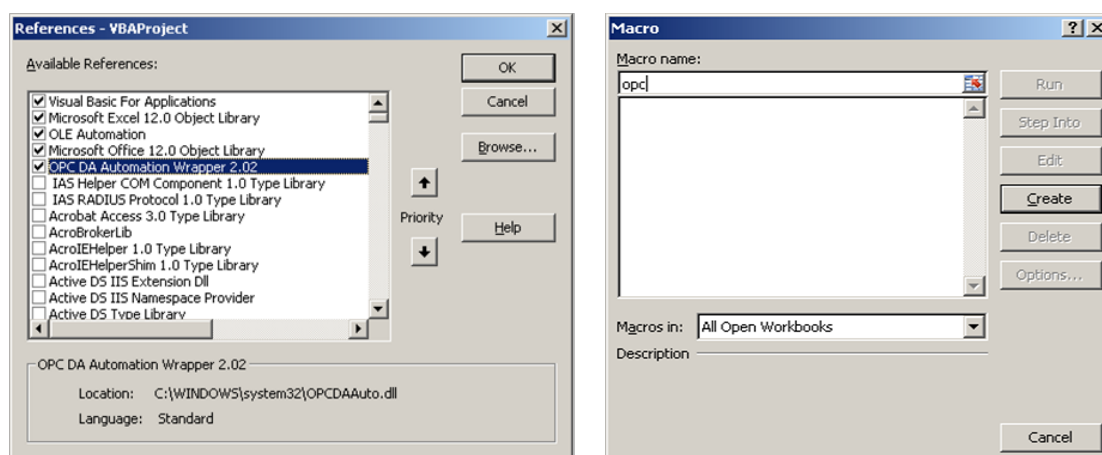 References - VBAProject
Available References:
Visual Basic For Applications
Microsoft Excel 12.0 Object Library
OLE Automation
Microsoft Office 12.0 Object Library
OPC DA Automation Wrapper 2.02
IAS Helper COM Component 1.0 Type Library
IAS RADIUS Protocol 1.0 Type Library
Acrobat Access 3.0 Type Library
AcroBrokerLib
AcroIEHelper 1.0 Type Library
AcroIEHelperShim 1.0 Type Library
Active DS IIS Extension Dll
Active DS IIS Namespace Provider
Active DS Type Library
OK
Cancel
Browse...
Priority
Help
OPC DA Automation Wrapper 2.02
Location: C:\WINDOWS\system32\OPCDAAuto.dll
Language: Standard
Macro
Macro name:
opc
Run
Step Into
Edit
Create
Delete
Options...
Macros in: All Open Workbooks
Description
Cancel